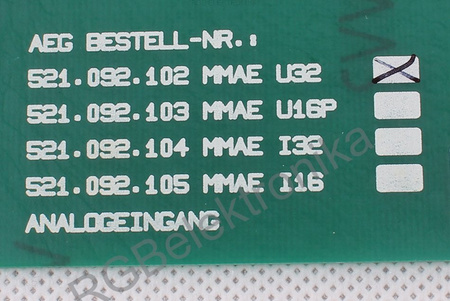 AEG BESTELL-NR.:
521.092.102 MMAE U32
521.092.103 MMAE U16P
521.092.104 MMAE I32
521.092.105 MMAE I16
ANALOGEINGANG
RGBelektronika